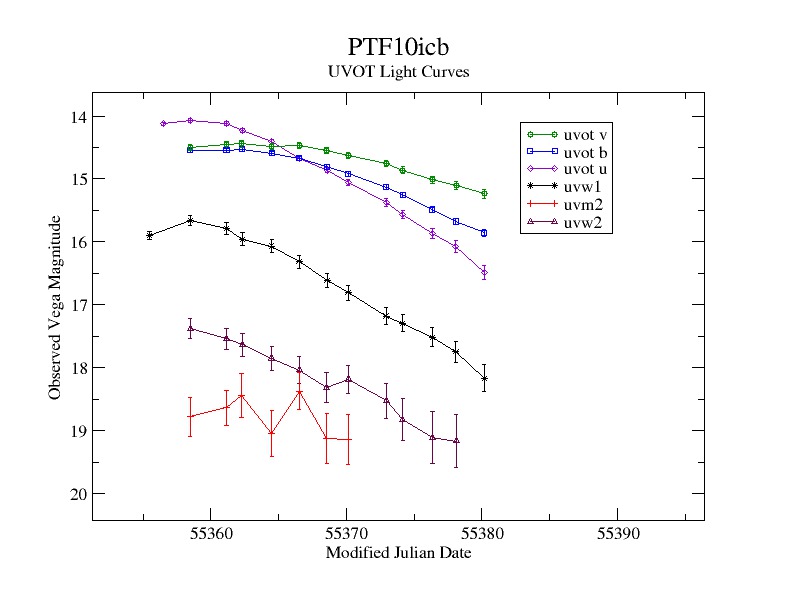 PTF10icb
UVOT Light Curves
14
15
16
17
18
19
20
Observed Vega Magnitude
uvot v
uvot b
uvot u
uvw1
uvm2
uvw2
55360
55370
55380
55390
Modified Julian Date